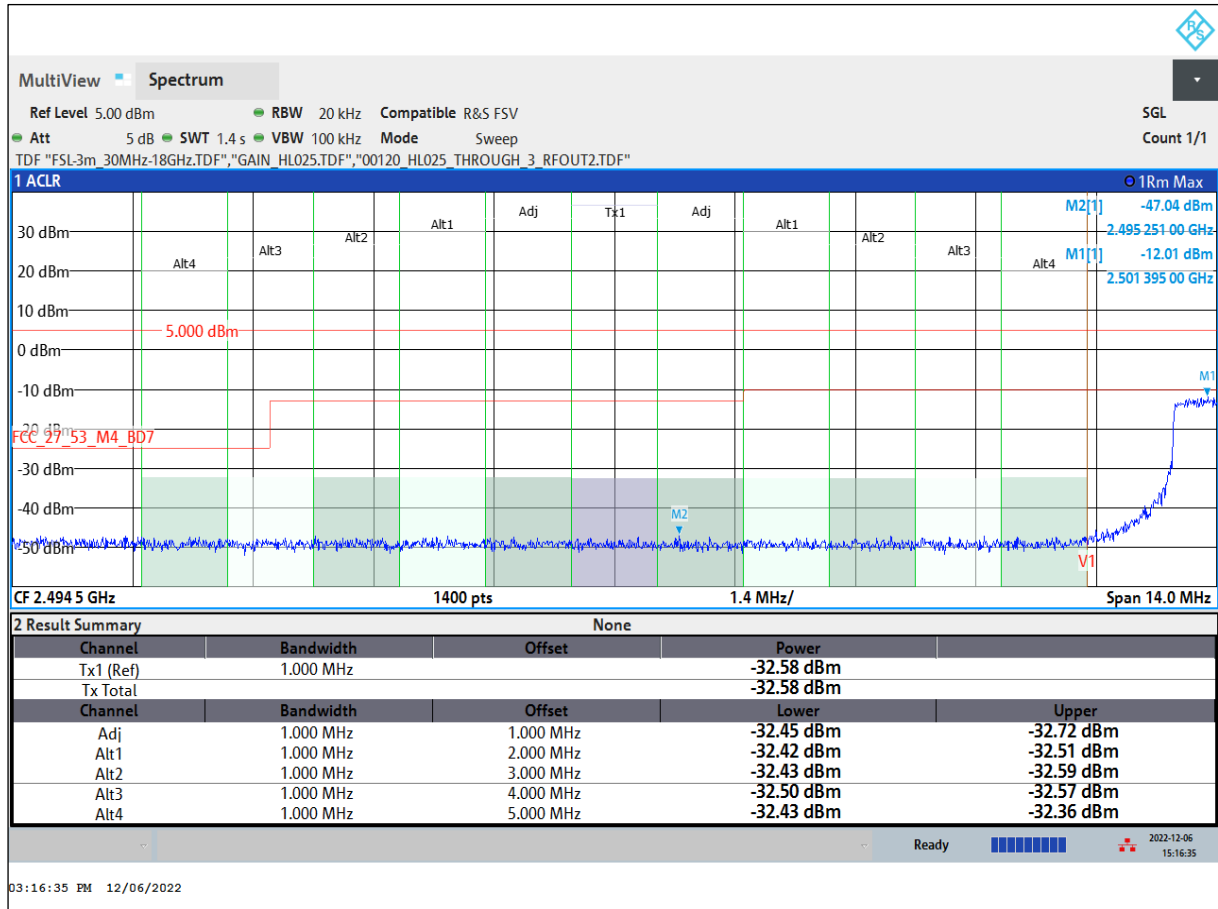 R&S
MultiView Spectrum
Ref Level 5.00 dBm RBW 20 kHz Compatible R&S FSV SGL
Att 5 dB SWT 1.4 s VBW 100 kHz Mode Sweep Count 1/1
TDF "FSL-3m_30MHz-18GHz.TDF","GAIN_HL025.TDF","00120_HL025_THROUGH_3_RFOUT2.TDF"
1 ACLR 1Rm Max
M2[1] -47.04 dBm
2.495 251 00 GHz
M1[1] -12.01 dBm
2.501 395 00 GHz
Alt4 Alt3 Alt2 Alt1 Adj Tx1 Adj Alt1 Alt2 Alt3 Alt4
30 dBm
20 dBm
10 dBm
5.000 dBm
0 dBm
-10 dBm
M1
-20 dBm
FCC_27_53_M4_BD7
-30 dBm
-40 dBm
M2
-50 dBm
V1
CF 2.494 5 GHz 1400 pts 1.4 MHz/ Span 14.0 MHz
2 Result Summary None
Channel Bandwidth Offset Power
Tx1 (Ref) 1.000 MHz -32.58 dBm
Tx Total -32.58 dBm
Channel Bandwidth Offset Lower Upper
Adj 1.000 MHz 1.000 MHz -32.45 dBm -32.72 dBm
Alt1 1.000 MHz 2.000 MHz -32.42 dBm -32.51 dBm
Alt2 1.000 MHz 3.000 MHz -32.43 dBm -32.59 dBm
Alt3 1.000 MHz 4.000 MHz -32.50 dBm -32.57 dBm
Alt4 1.000 MHz 5.000 MHz -32.43 dBm -32.36 dBm
Ready 2022-12-06
15:16:35
03:16:35 PM 12/06/2022